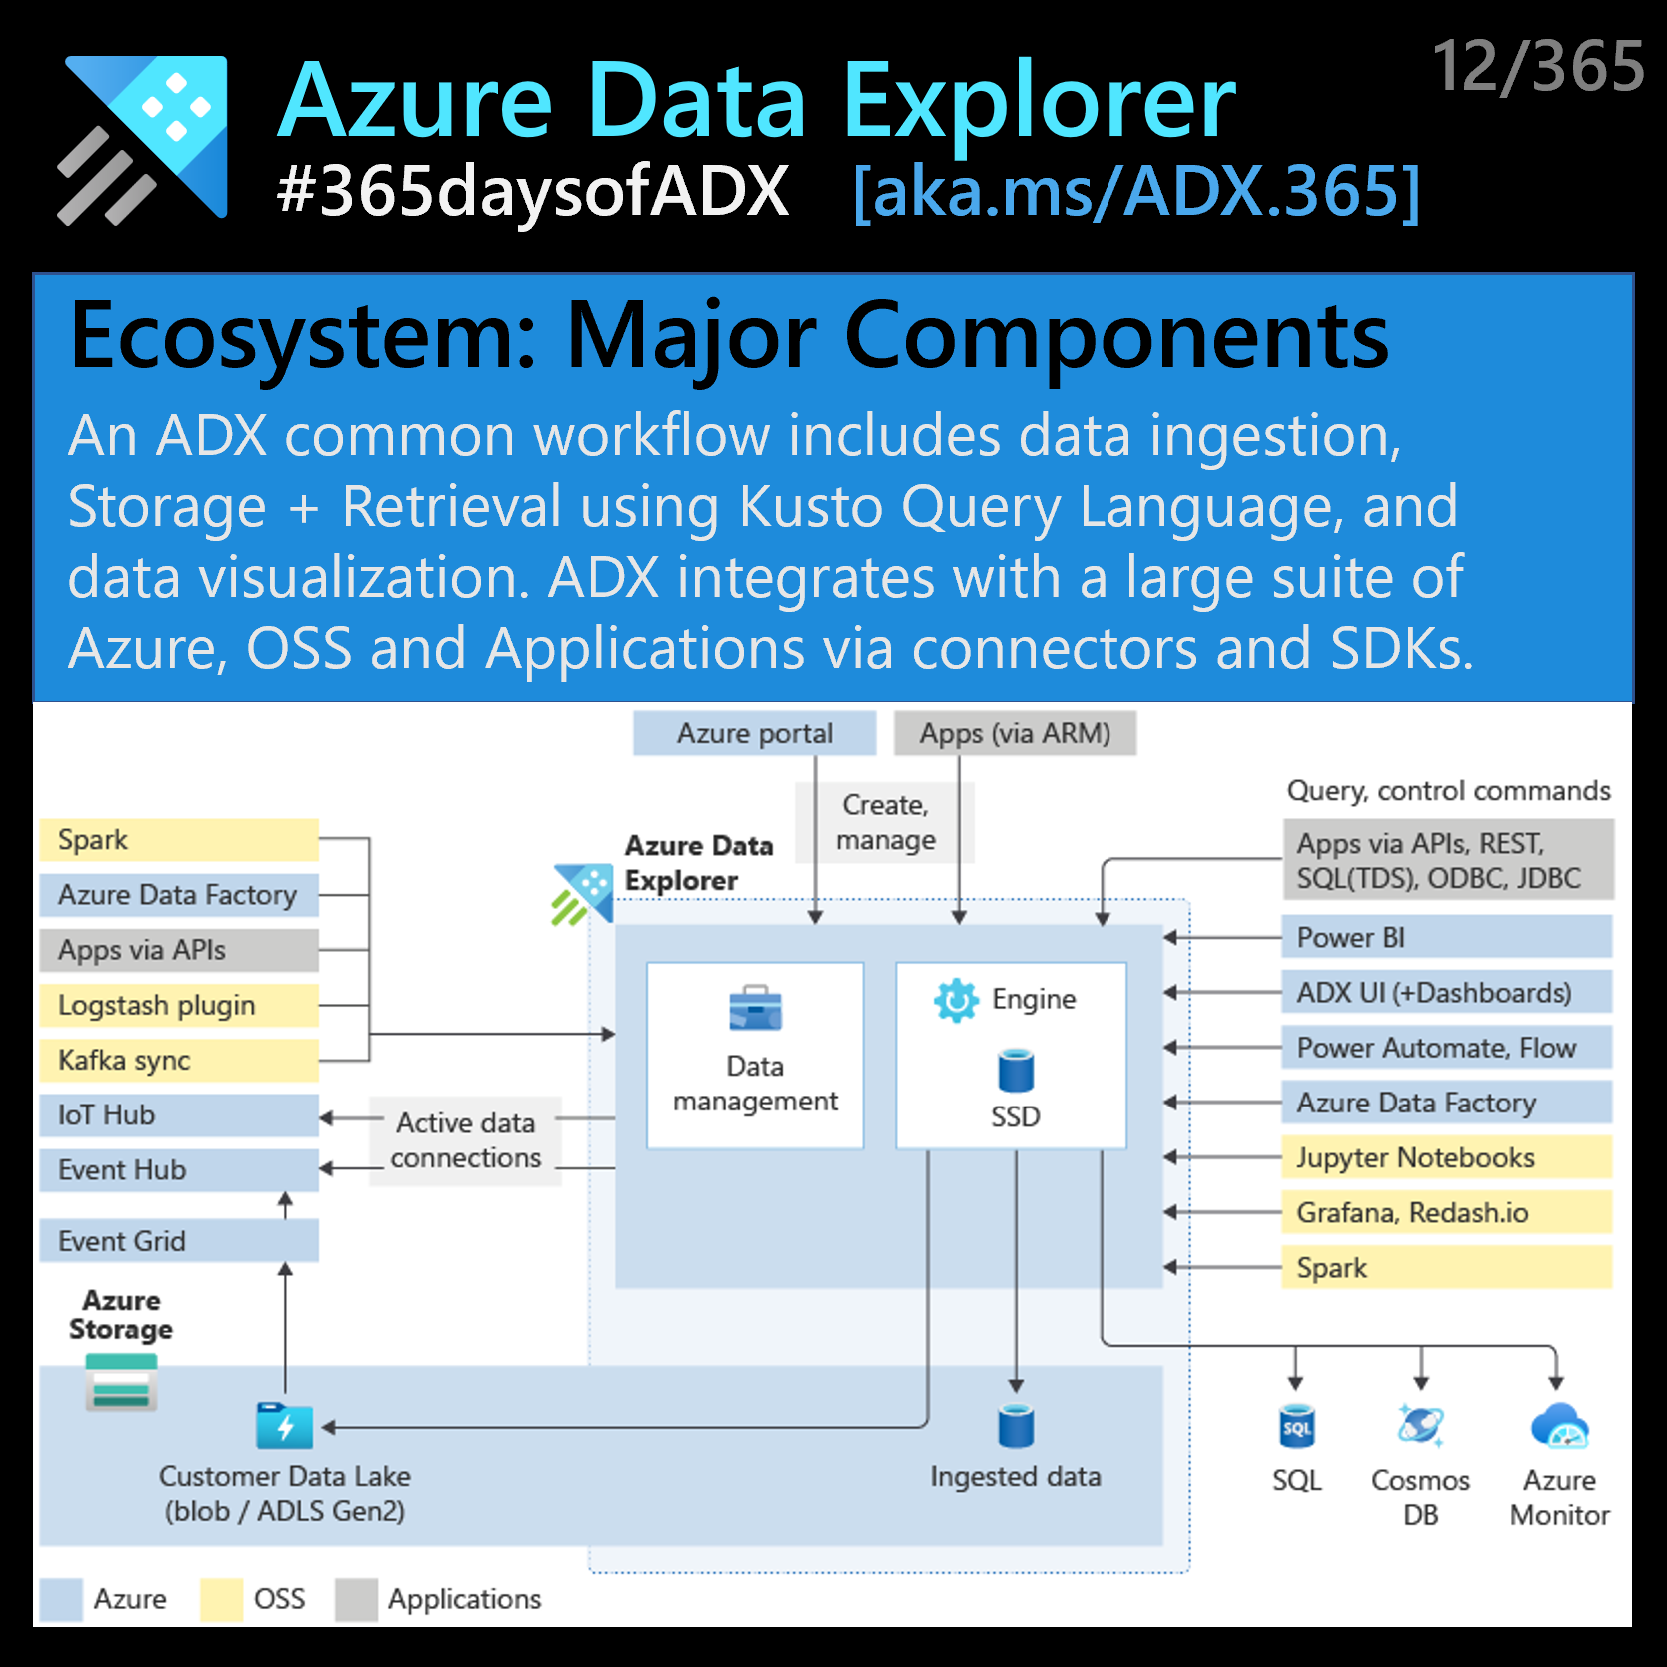 12/365
Azure Data Explorer
#365daysofADX [aka.ms/ADX.365]
Ecosystem: Major Components
An ADX common workflow includes data ingestion,
Storage + Retrieval using Kusto Query Language, and
data visualization. ADX integrates with a large suite of
Azure, OSS and Applications via connectors and SDKs.
Azure portal
Apps (via ARM)
Create,
manage
Query, control commands
Apps via APIs, REST,
SQL(TDS), ODBC, JDBC
Power BI
ADX UI (+Dashboards)
Power Automate, Flow
Azure Data Factory
Jupyter Notebooks
Grafana, Redash.io
Spark
Spark
Azure Data Factory
Apps via APIs
Logstash plugin
Kafka sync
IoT Hub
Event Hub
Event Grid
Active data
connections
Azure Data
Explorer
Data
management
Engine
SSD
Azure
Storage
SQL
Customer Data Lake
(blob / ADLS Gen2)
Ingested data
SQL
Cosmos
DB
Azure
Monitor
Azure
OSS
Applications